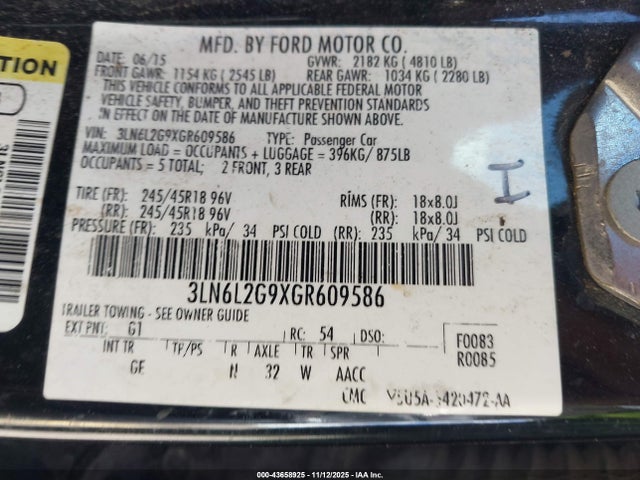 MFD. BY FORD MOTOR CO.
DATE: 06/15 GVWR: 2182 KG ( 4810 LB)
FRONT GAWR: 1154 KG ( 2545 LB) REAR GAWR: 1034 KG ( 2280 LB)
THIS VEHICLE CONFORMS TO ALL APPLICABLE FEDERAL MOTOR
VEHICLE SAFETY, BUMPER, AND THEFT PREVENTION STANDARDS
IN EFFECT ON THE DATE OF MANUFACTURE SHOWN ABOVE.
VIN: 3LN6L2G9XGR609586 TYPE: Passenger Car
MAXIMUM LOAD = OCCUPANTS + LUGGAGE = 396KG/ 875LB
OCCUPANTS = 5 TOTAL; 2 FRONT, 3 REAR
TIRE (FR): 245/45R18 96V RIMS (FR): 18x8.0J
(RR): 245/45R18 96V (RR): 18x8.0J
PRESSURE (FR): 235 kPa/ 34 PSI COLD (RR): 235 kPa/ 34 PSI COLD
3LN6L2G9XGR609586
TRAILER TOWING - SEE OWNER GUIDE
EXT PNT: G1 RC: 54 DSO: F0083
INT TR TP/PS R AXLE TR SPR R0085
GE N 32 W AACC
CMC
000-43658925 - 11/12/2025 - IAAI.com